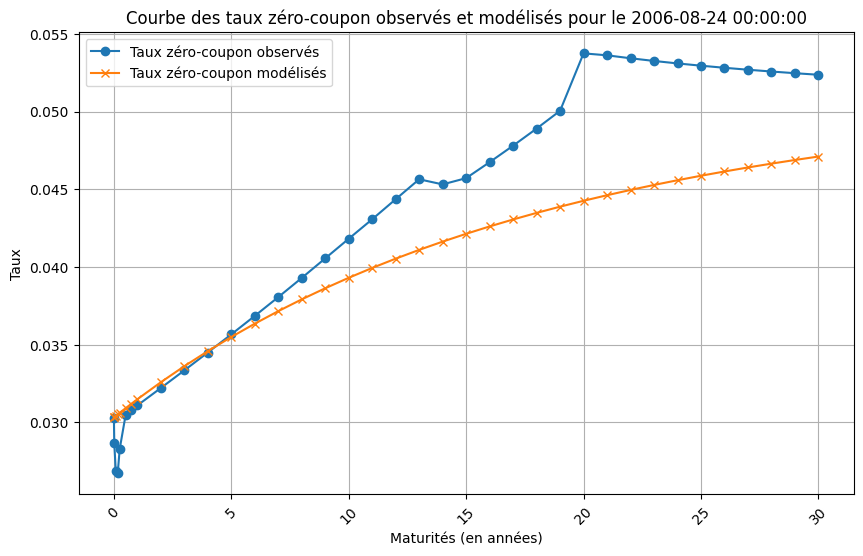 Courbe des taux zéro-coupon observés et modélisés pour le 2006-08-24 00:00:00
Taux zéro-coupon observés
Taux zéro-coupon modélisés
0.055
0.050
0.045
0.040
0.035
0.030
Taux
0
5
10
15
20
25
30
Maturités (en années)